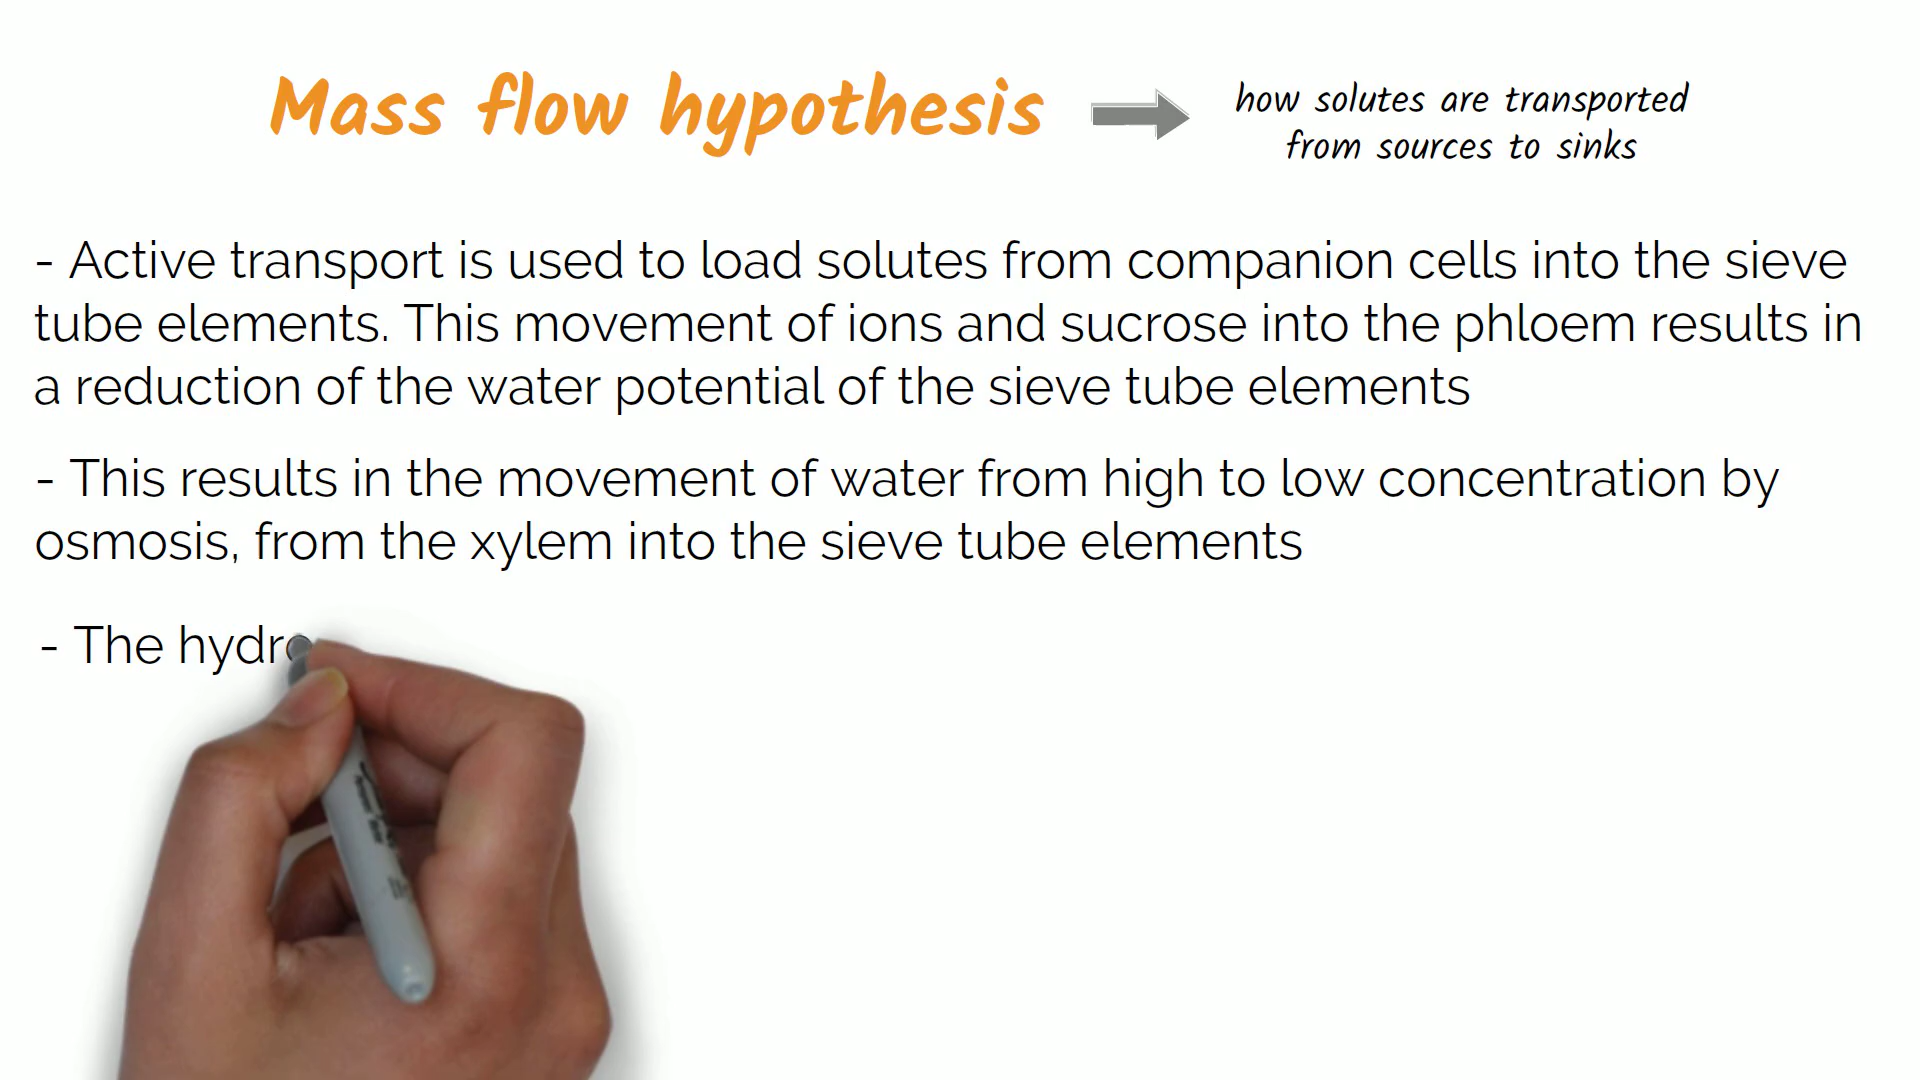 Mass flow hypothesis
how solutes are transported
from sources to sinks
- Active transport is used to load solutes from companion cells into the sieve
tube elements. This movement of ions and sucrose into the phloem results in
a reduction of the water potential of the sieve tube elements
- This results in the movement of water from high to low concentration by
osmosis, from the xylem into the sieve tube elements
- The hydro